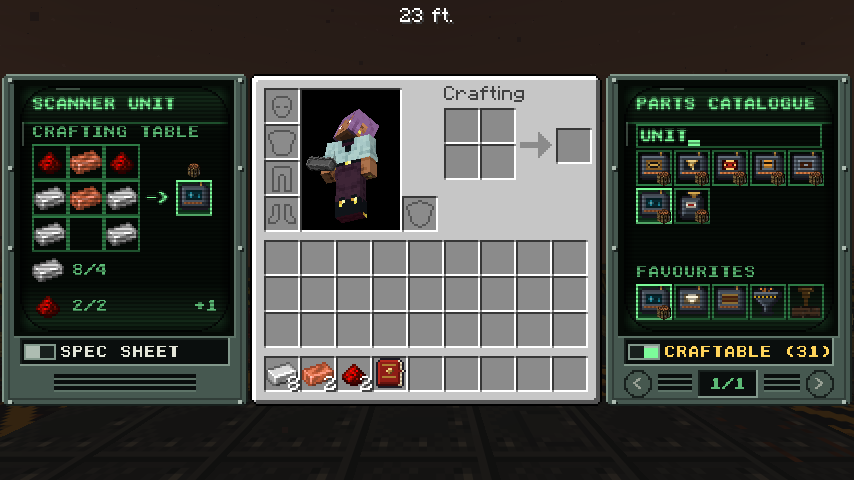 23 ft.
SCANNER UNIT
CRAFTING TABLE
8/4
2/2
+1
SPEC SHEET
Crafting
8
2
2
PARTS CATALOGUE
UNIT_
FAVOURITES
CRAFTABLE (31)
< 1/1 >